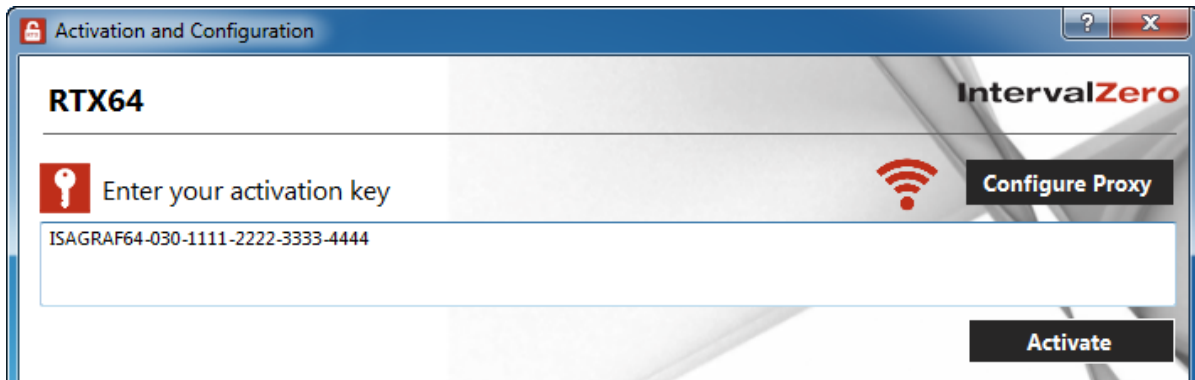 Activation and Configuration
RTX64
IntervalZero
Enter your activation key
Configure Proxy
ISAGRAF64-030-1111-2222-3333-4444
Activate